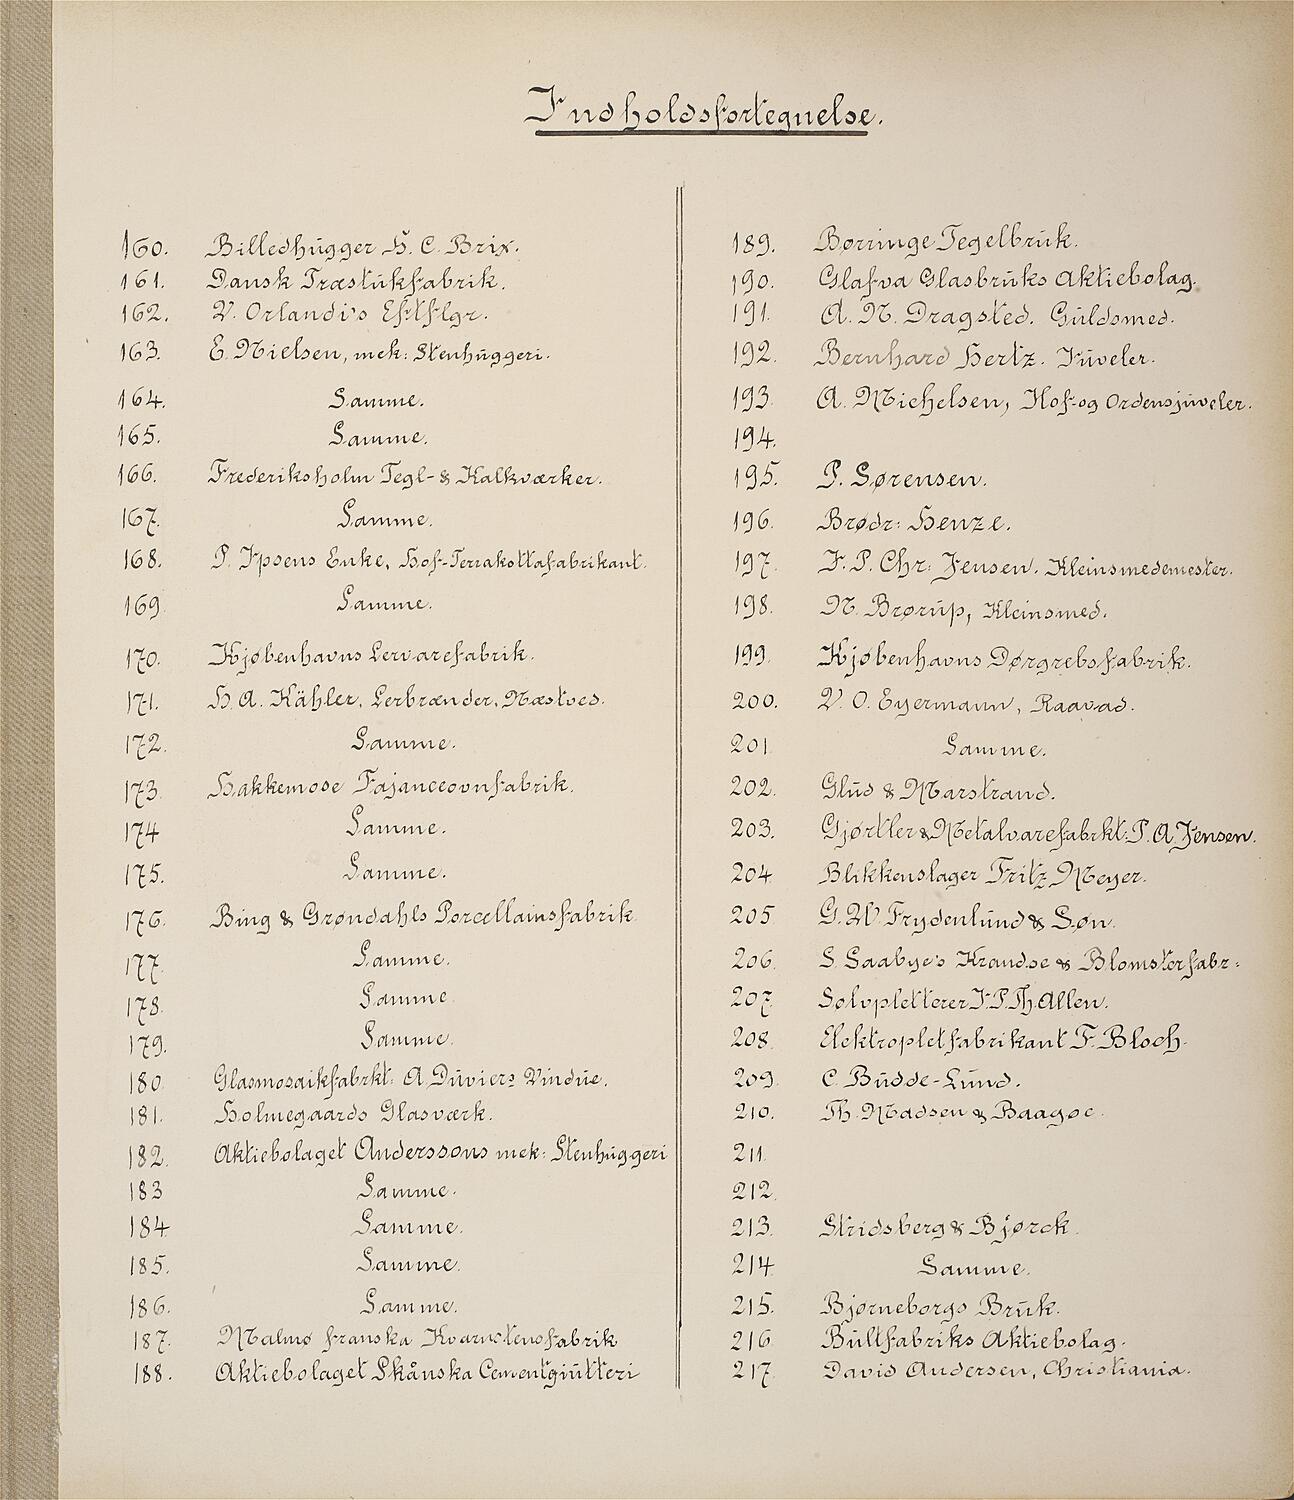 Indholdsfortegnelse.
160. Billedhugger H. C. Brix.
161. Dansk Træstukfabrik.
162. V. Orlandi's Eftflgr.
163. E. Nielsen, mek: Stenhuggeri.
164. Samme.
165. Samme.
166. Frederiksholm Tegl- & Kalkværker.
167. Samme.
168. P. Ipsens Enke, Hof-Terrakottafabrikant.
169. Samme.
170. Kjøbenhavns Lervarefabrik.
171. H. A. Kähler, Lerbrænder, Næstved.
172. Samme.
173. Hakkemose Fajanceovnfabrik.
174 Samme.
175. Samme.
176. Bing & Grøndahls Porcellainsfabrik
177. Samme.
178. Samme
179. Samme.
180 Glasmosaikfabrkt: A. Duviers Vindue.
181. Holmegaards Glasværk.
182. Aktiebolaget Anderssons mek: Stenhuggeri
183 Samme.
184 Samme.
185. Samme.
186. Samme.
187. Malmø franska Kvarnstensfabrik
188. Aktiebolaget Skånska Cementgiutteri
189. Børringe Tegelbruk.
190. Glafva Glasbruks Aktiebolag.
191. A. N. Dragsted. Guldsmed.
192. Bernhard Hertz. Juveler.
193. A. Michelsen, Hof-og Ordensjuveler.
194.
195. P. Sørensen.
196. Brødr: Henze.
197. J. P. Chr: Jensen. Kleinsmedemester.
198. N. Brørup, Kleinsmed.
199. Kjøbenhavns Dørgrebsfabrik.
200. V. O. Eyermann, Raavad.
201 Samme.
202. Glud & Marstrand.
203. Gjørtler & Metalvarefabrkt: P. A. Jensen.
204 Blikkenslager Fritz Meyer.
205 G. W. Frydenlund & Søn.
206. S. Saabye's Krandse & Blomsterfabr:
207. Sølvpletterer I. P. Th. Allen.
208. Elektropletfabrikant F. Bloch.
209. C. Budde-Lund.
210. Th. Madsen & Baagøe.
211.
212.
213. Stridsberg & Bjørck.
214 Samme.
215. Bjørneborgs Bruk.
216. Bultfabriks Aktiebolag.
217. David Andersen, Christiania.